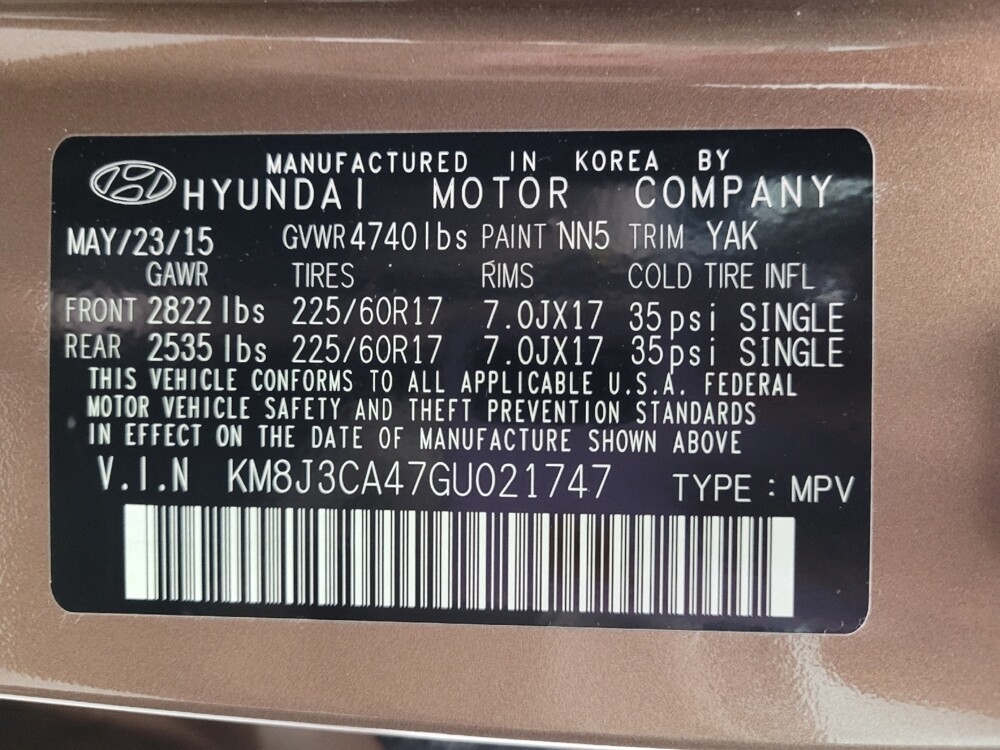 MANUFACTURED IN KOREA BY
HYUNDAI MOTOR COMPANY
MAY/23/15 GVWR 4740lbs PAINT NN5 TRIM YAK
GAWR TIRES RIMS COLD TIRE INFL
FRONT 2822 lbs 225/60R17 7.0JX17 35psi SINGLE
REAR 2535 lbs 225/60R17 7.0JX17 35psi SINGLE
THIS VEHICLE CONFORMS TO ALL APPLICABLE U.S.A. FEDERAL
MOTOR VEHICLE SAFETY AND THEFT PREVENTION STANDARDS
IN EFFECT ON THE DATE OF MANUFACTURE SHOWN ABOVE
V.I.N KM8J3CA47GU021747 TYPE : MPV